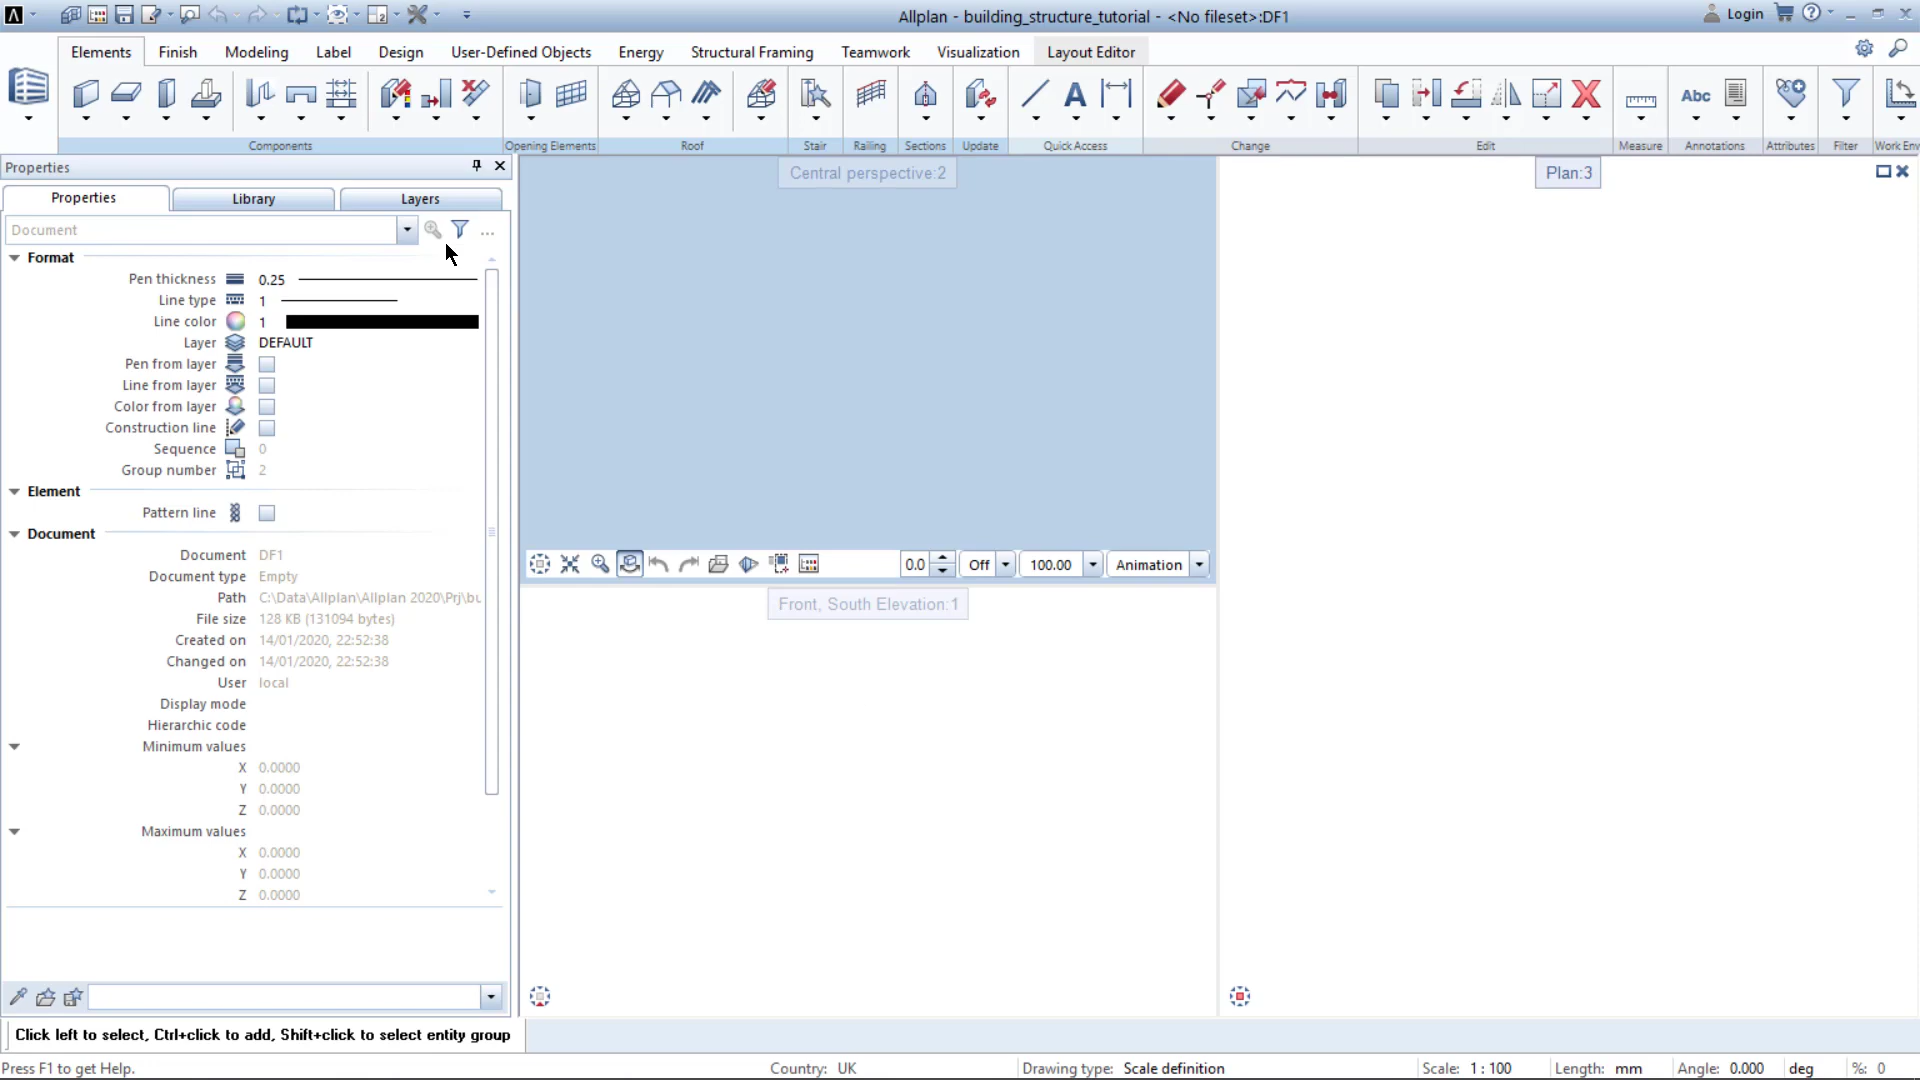 Allplan - building_structure_tutorial - <No fileset>:DF1
Login
Elements Finish Modeling Label Design User-Defined Objects Energy Structural Framing Teamwork Visualization Layout Editor
Abc
Components Opening Elements Roof Stair Railing Sections Update Quick Access Change Edit Measure Annotations Attributes Filter Work Env
Properties
Properties Library Layers
Document
Format
Pen thickness 0.25
Line type 1
Line color 1
Layer DEFAULT
Pen from layer
Line from layer
Color from layer
Construction line
Sequence 0
Group number 2
Element
Pattern line
Document
Document DF1
Document type Empty
Path C:\Data\Allplan\Allplan 2020\Prj\bu
File size 128 KB (131094 bytes)
Created on 14/01/2020, 22:52:38
Changed on 14/01/2020, 22:52:38
User local
Display mode
Hierarchic code
Minimum values
X 0.0000
Y 0.0000
Z 0.0000
Maximum values
X 0.0000
Y 0.0000
Z 0.0000
Central perspective:2
0.0 Off 100.00 Animation
Front, South Elevation:1
Plan:3
Click left to select, Ctrl+click to add, Shift+click to select entity group
Press F1 to get Help. Country: UK Drawing type: Scale definition Scale: 1 : 100 Length: mm Angle: 0.000 deg %: 0